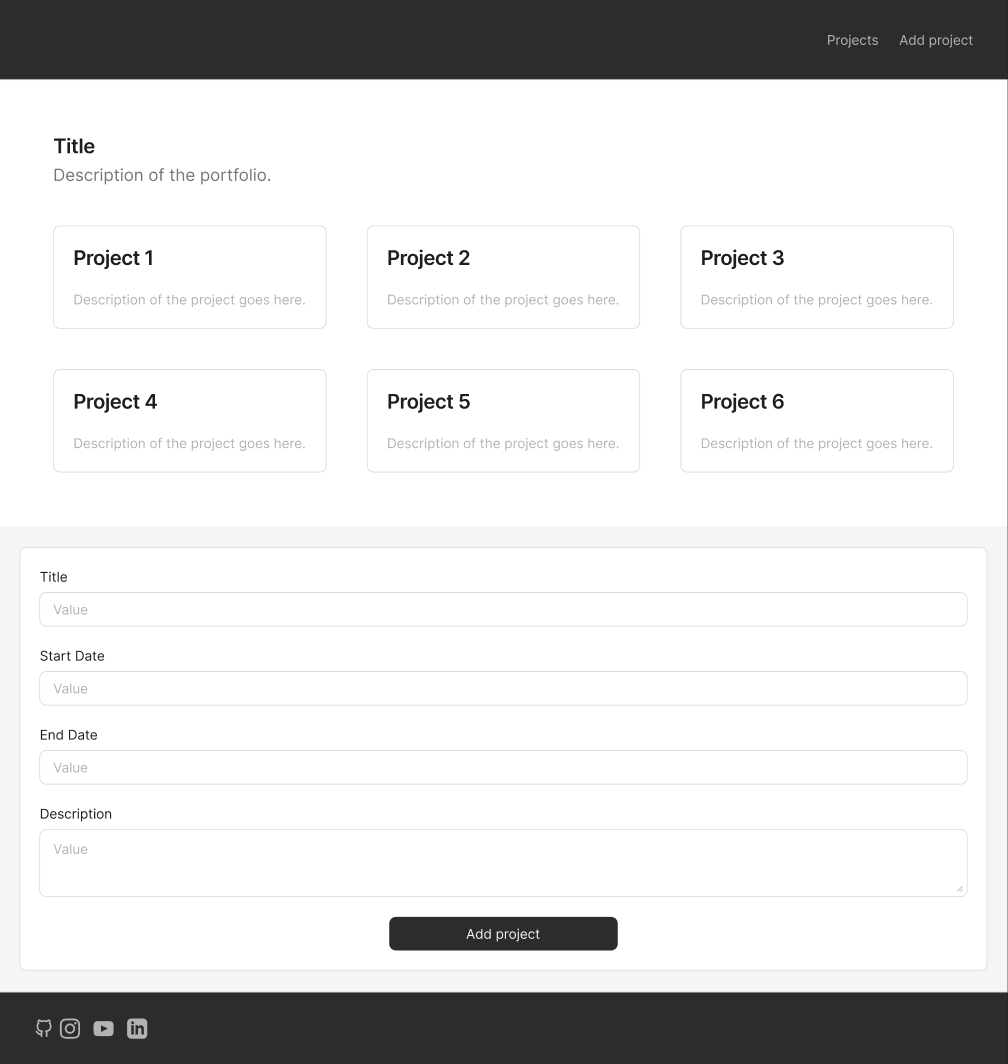 Projects Add project
Title
Description of the portfolio.
Project 1 Project 2 Project 3
Description of the project goes here. Description of the project goes here. Description of the project goes here.
Project 4 Project 5 Project 6
Description of the project goes here. Description of the project goes here. Description of the project goes here.
Title
Value
Start Date
Value
End Date
Value
Description
Value
Add project
in